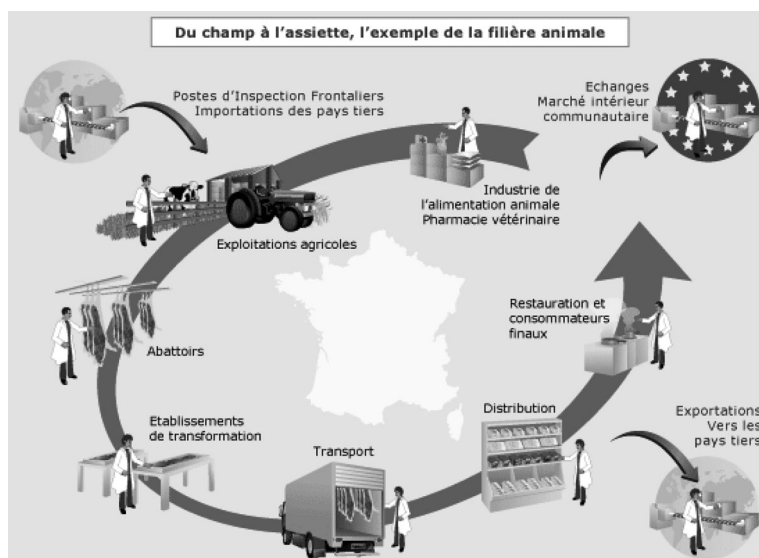 Du champ à l'assiette, l'exemple de la filière animale
Postes d'Inspection Frontaliers
Importations des pays tiers
Echanges
Marché intérieur
communautaire
Industrie de
l'alimentation animale
Pharmacie vétérinaire
Exploitations agricoles
Abattoirs
Etablissements
de transformation
Transport
Distribution
Restauration et
consommateurs
finaux
Exportations
Vers les
pays tiers